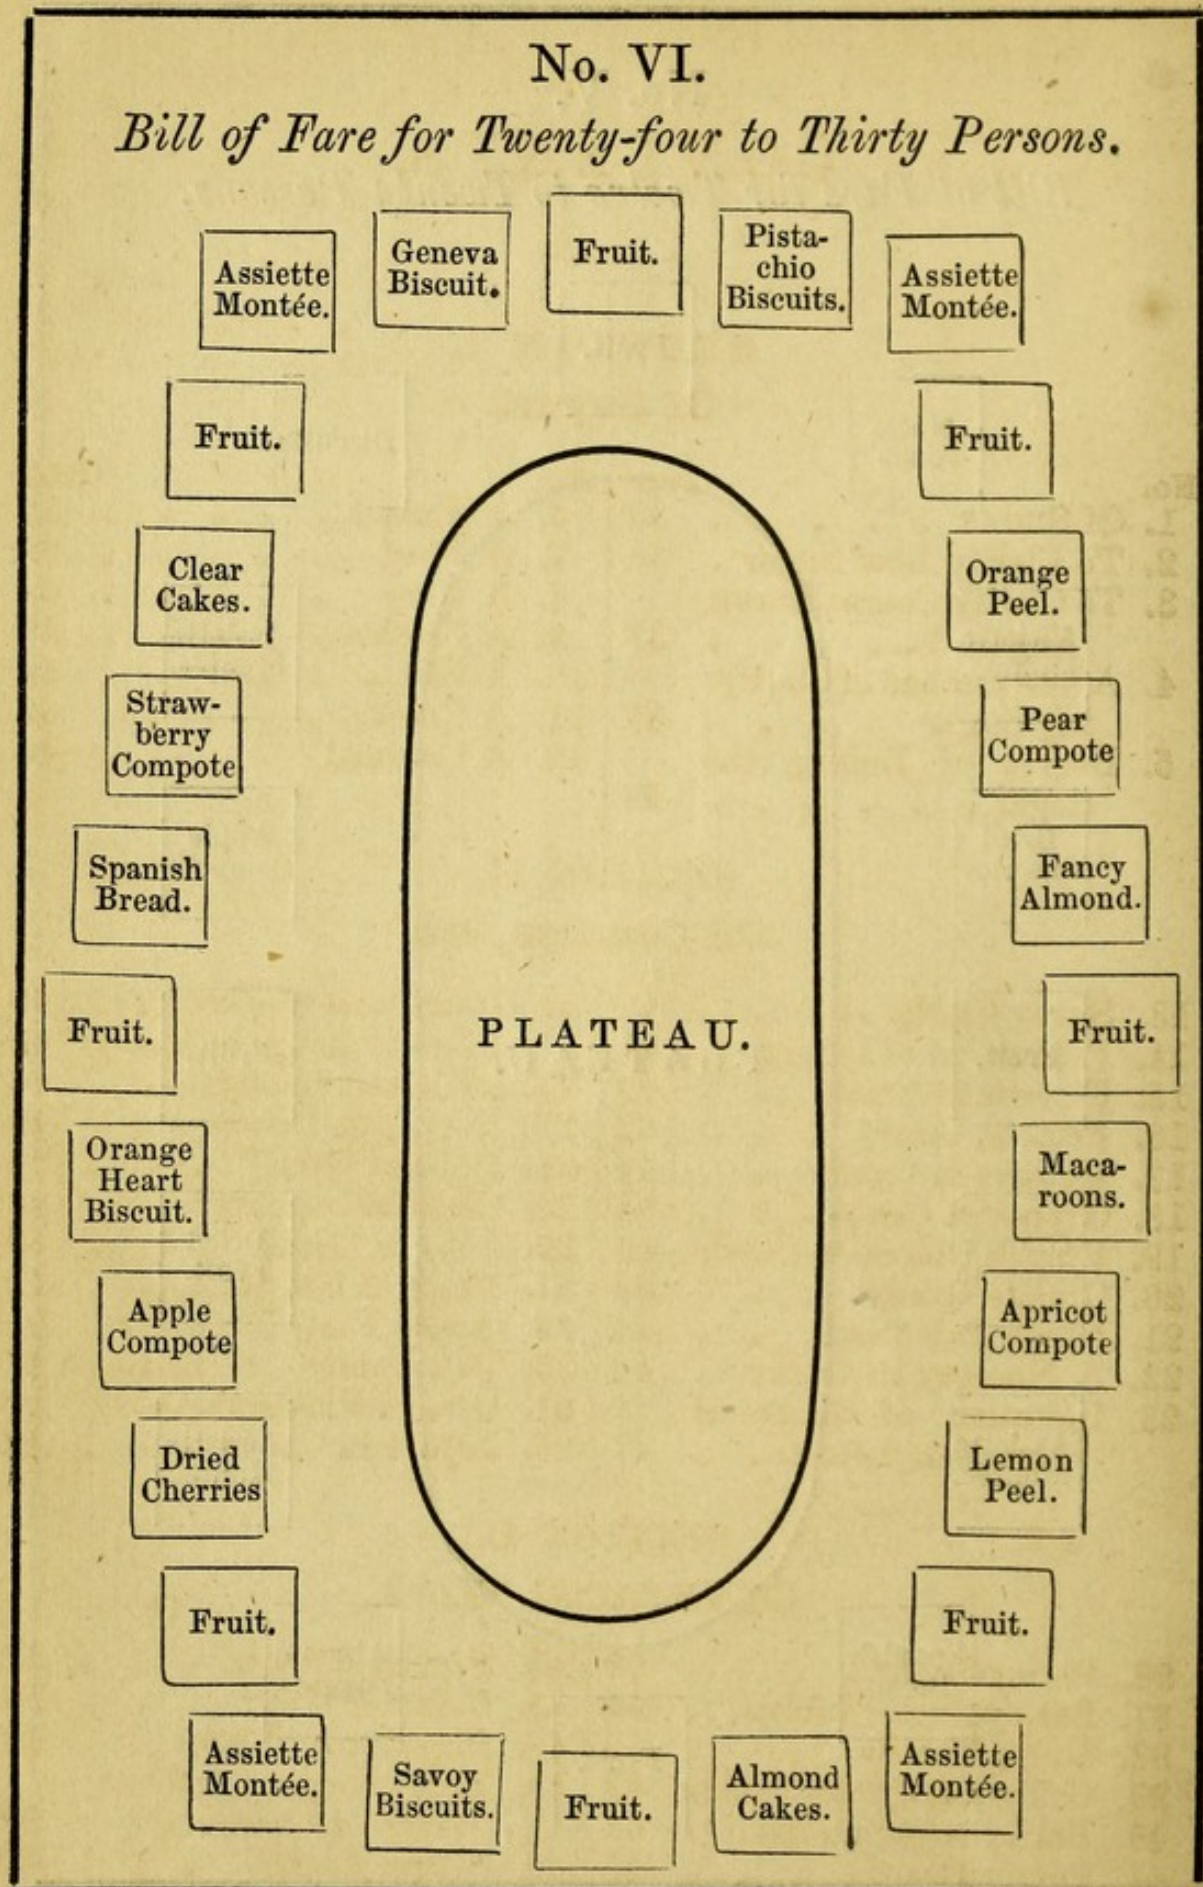 No. VI.
Bill of Fare for Twenty-four to Thirty Persons.
Assiette
Montée.
Geneva
Biscuit.
Fruit.
Pista-
chio
Biscuits.
Assiette
Montée.
Fruit.
Fruit.
Clear
Cakes.
Orange
Peel.
Straw-
berry
Compote
Pear
Compote
Spanish
Bread.
Fancy
Almond.
Fruit.
PLATEAU.
Fruit.
Orange
Heart
Biscuit.
Maca-
roons.
Apple
Compote
Apricot
Compote
Dried
Cherries
Lemon
Peel.
Fruit.
Fruit.
Assiette
Montée.
Savoy
Biscuits.
Fruit.
Almond
Cakes.
Assiette
Montée.